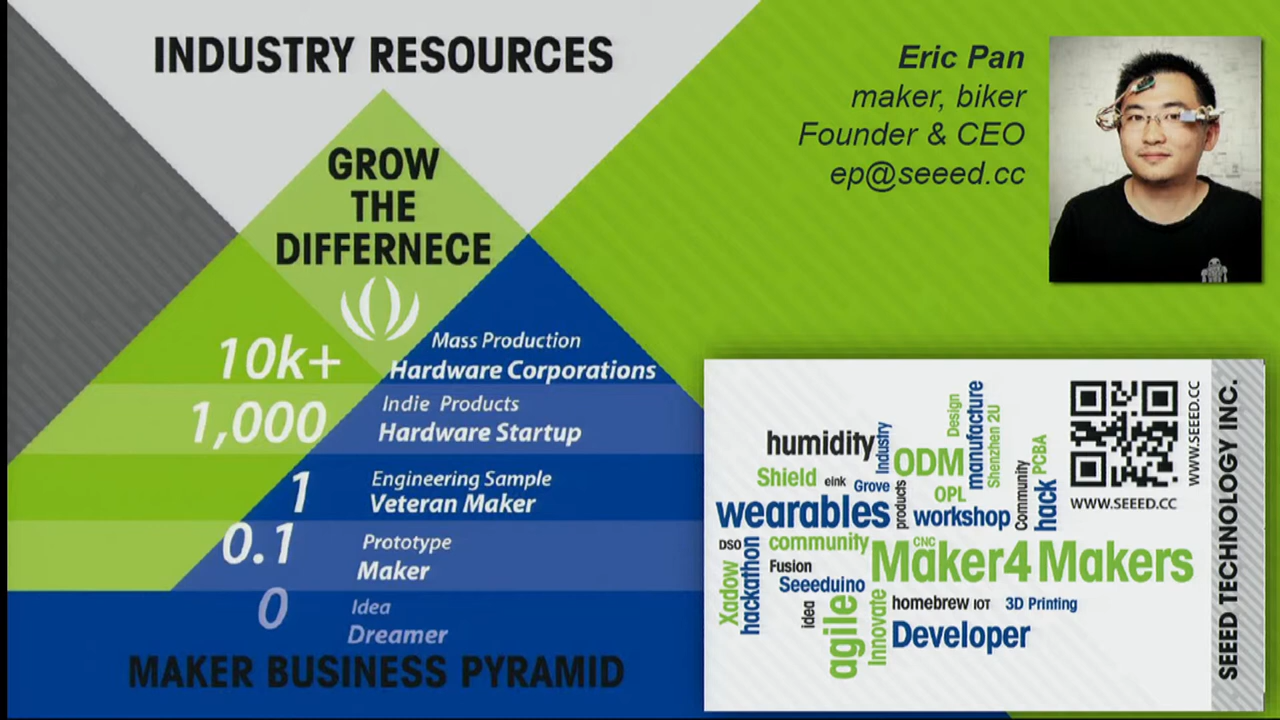 INDUSTRY RESOURCES
GROW
THE
DIFFERNECE
10k+
Mass Production
Hardware Corporations
1,000
Indie Products
Hardware Startup
1
Engineering Sample
Veteran Maker
0.1
Prototype
Maker
0
Idea
Dreamer
MAKER BUSINESS PYRAMID
Eric Pan
maker, biker
Founder & CEO
ep@seeed.cc
humidity
Industry
ODM
Design
manufacture
Shenzhen 2U
Shield
eink
Grove
products
OPL
Community
PCBA
hack
wearables
workshop
DSO
community
CNC
Maker4 Makers
Xadow
hackathon
Fusion
Seeeduino
idea
agile
Innovate
homebrew
IOT
3D Printing
Developer
WWW.SEEED.CC
WWW.SEEED.CC
SEEED TECHNOLOGY INC.